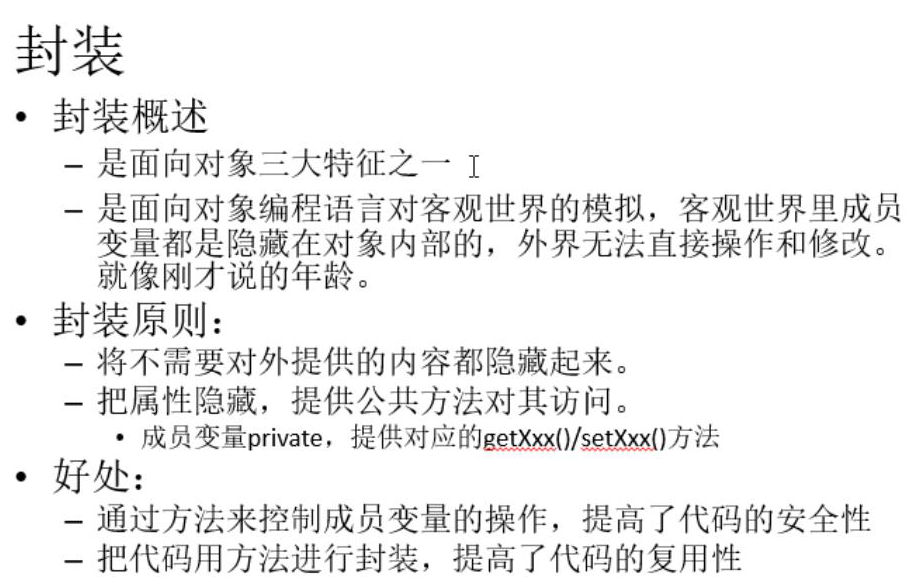 封装
• 封装概述
– 是面向对象三大特征之一
– 是面向对象编程语言对客观世界的模拟，客观世界里成员
变量都是隐藏在对象内部的，外界无法直接操作和修改。
就像刚才说的年龄。
• 封装原则：
– 将不需要对外提供的内容都隐藏起来。
– 把属性隐藏，提供公共方法对其访问。
• 成员变量private，提供对应的getXxx()/setXxx()方法
• 好处：
– 通过方法来控制成员变量的操作，提高了代码的安全性
– 把代码用方法进行封装，提高了代码的复用性